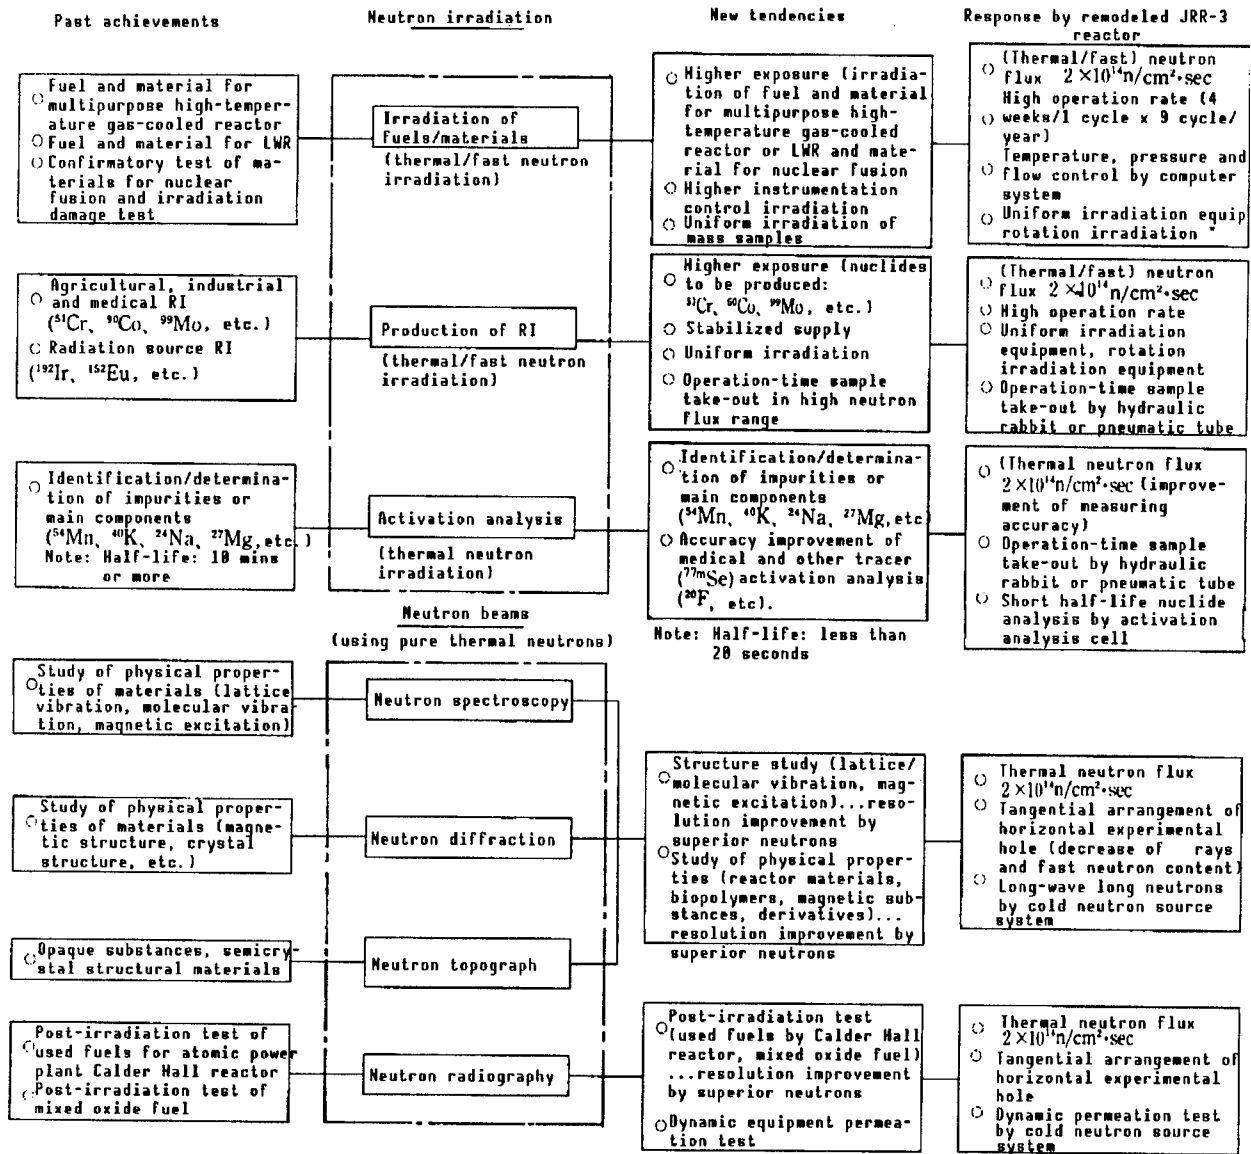 Past achievements
Neutron irradiation
New tendencies
Response by remodeled JRR-3
reactor
Fuel and material for
multipurpose high-temper-
ature gas-cooled reactor
Fuel and material for LWR
Confirmatory test of ma-
terials for nuclear
fusion and irradiation
damage test
Irradiation of
fuels/materials
(thermal/fast neutron
irradiation)
Higher exposure (irradia-
tion of fuel and material
for multipurpose high-
temperature gas-cooled
reactor or LWR and mate-
rial for nuclear fusion
Higher instrumentation
control irradiation
Uniform irradiation of
mass samples
(Thermal/fast) neutron
flux 2×10¹⁴n/cm²·sec
High operation rate (4
weeks/1 cycle x 9 cycle/
year)
Temperature, pressure and
flow control by computer
system
Uniform irradiation equip
rotation irradiation "
Agricultural, industrial
and medical RI
(⁵¹Cr, ⁹⁰Co, ⁹⁹Mo, etc.)
Radiation source RI
(¹⁹²Ir, ¹⁵²Eu, etc.)
Production of RI
(thermal/fast neutron
irradiation)
Higher exposure (nuclides
to be produced:
⁵¹Cr, ⁶⁰Co, ⁹⁹Mo, etc.)
Stabilized supply
Uniform irradiation
Operation-time sample
take-out in high neutron
flux range
(Thermal/fast) neutron
flux 2×10¹⁴n/cm²·sec
High operation rate
Uniform irradiation
equipment, rotation
irradiation equipment
Operation-time sample
take-out by hydraulic
rabbit or pneumatic tube
Identification/determina-
tion of impurities or
main components
(⁵⁴Mn, ⁴⁰K, ²⁴Na, ²⁷Mg, etc.)
Note: Half-life: 10 mins
or more
Activation analysis
(thermal neutron
irradiation)
Identification/determina-
tion of impurities or
main components
(⁵⁴Mn, ⁴⁰K, ²⁴Na, ²⁷Mg, etc
Accuracy improvement of
medical and other tracer
(⁷⁷ᵐSe) activation analysis
(²⁰F, etc).
Note: Half-life: less than
20 seconds
(Thermal neutron flux
2×10¹⁴n/cm²·sec (improve-
ment of measuring
accuracy)
Operation-time sample
take-out by hydraulic
rabbit or pneumatic tube
Short half-life nuclide
analysis by activation
analysis cell
Neutron beams
(using pure thermal neutrons)
Study of physical proper-
ties of materials (lattice
vibration, molecular vibra-
tion, magnetic excitation)
Neutron spectroscopy
Study of physical proper-
ties of materials (magne-
tic structure, crystal
structure, etc.)
Neutron diffraction
Structure study (lattice/
molecular vibration, mag-
netic excitation)...reso-
lution improvement by
superior neutrons
Study of physical proper-
ties (reactor materials,
biopolymers, magnetic sub-
stances, derivatives)...
resolution improvement by
superior neutrons
Thermal neutron flux
2×10¹⁴n/cm²·sec
Tangential arrangement of
horizontal experimental
hole (decrease of rays
and fast neutron content)
Long-wave long neutrons
by cold neutron source
system
Opaque substances, semicry-
stal structural materials
Neutron topograph
Post-irradiation test of
used fuels for atomic power
plant Calder Hall reactor
Post-irradiation test of
mixed oxide fuel
Neutron radiography
Post-irradiation test
(used fuels by Calder Hall
reactor, mixed oxide fuel)
...resolution improvement
by superior neutrons
Dynamic equipment permea-
tion test
Thermal neutron flux
2×10¹⁴n/cm²·sec
Tangential arrangement of
horizontal experimental
hole
Dynamic permeation test
by cold neutron source
system